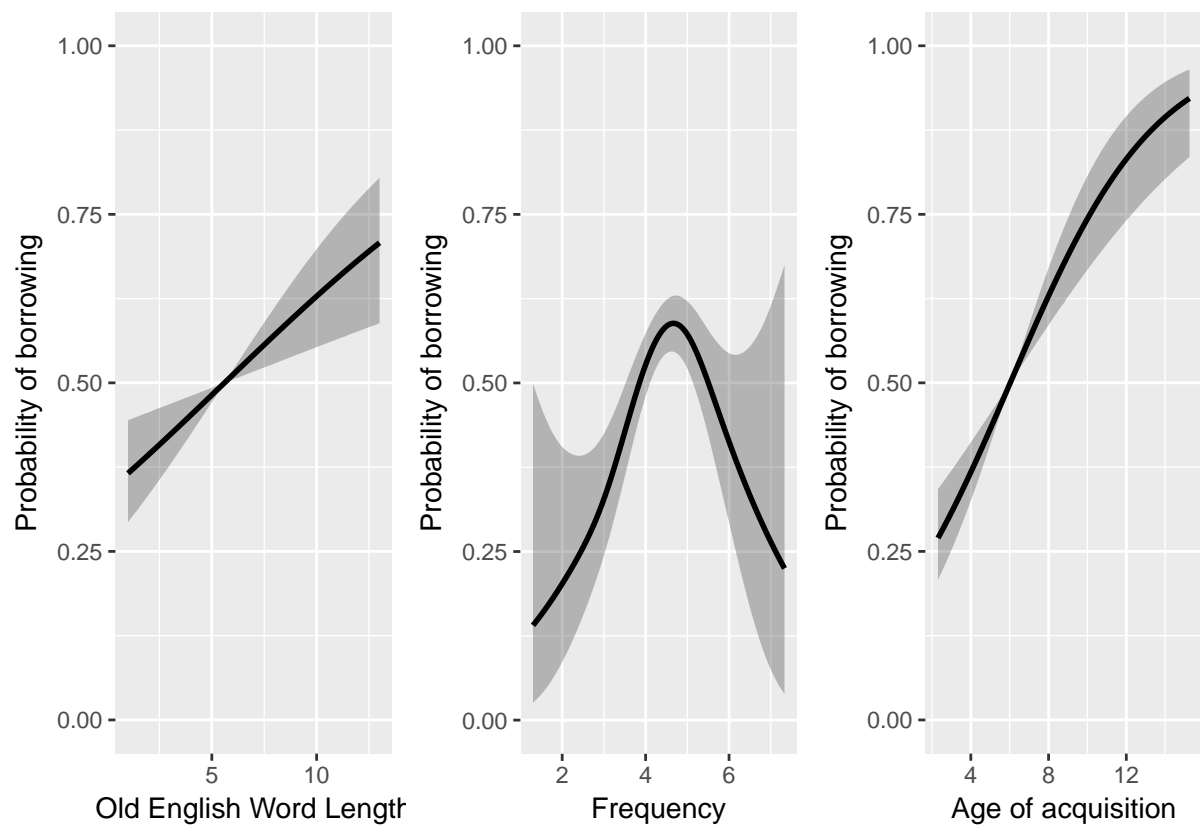 Probability of borrowing
1.00
0.75
0.50
0.25
0.00
5 10
Old English Word Length
Probability of borrowing
1.00
0.75
0.50
0.25
0.00
2 4 6
Frequency
Probability of borrowing
1.00
0.75
0.50
0.25
0.00
4 8 12
Age of acquisition